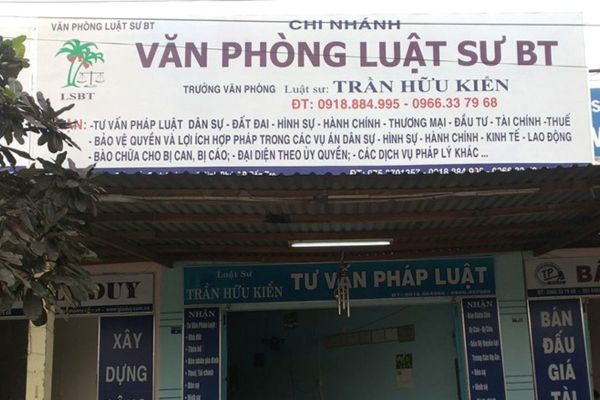 VĂN PHÒNG LUẬT SƯ BT
LSBT
CHI NHÁNH
VĂN PHÒNG LUẬT SƯ BT
TRƯỞNG VĂN PHÒNG Luật sư: TRẦN HỮU KIỂN
ĐT: 0918.884.995 - 0966.33 79 68
-TƯ VẤN PHÁP LUẬT DÂN SỰ - ĐẤT ĐAI - HÌNH SỰ - HÀNH CHÍNH - THƯƠNG MẠI - ĐẦU TƯ - TÀI CHÍNH -THUẾ
- BẢO VỆ QUYỀN VÀ LỢI ÍCH HỢP PHÁP TRONG CÁC VỤ ÁN DÂN SỰ - HÌNH SỰ - HÀNH CHÍNH - KINH TẾ - LAO ĐỘNG
- BÀO CHỮA CHO BỊ CAN, BỊ CÁO; - ĐẠI DIỆN THEO ỦY QUYỀN; - CÁC DỊCH VỤ PHÁP LÝ KHÁC ...
Luật Sư
TRẦN HỮU KIỂN
TƯ VẤN PHÁP LUẬT
DUY
XÂY
DỰNG
NHẬN
NHẬN
TP
BÁN
ĐẤU
GIÁ
TÀI